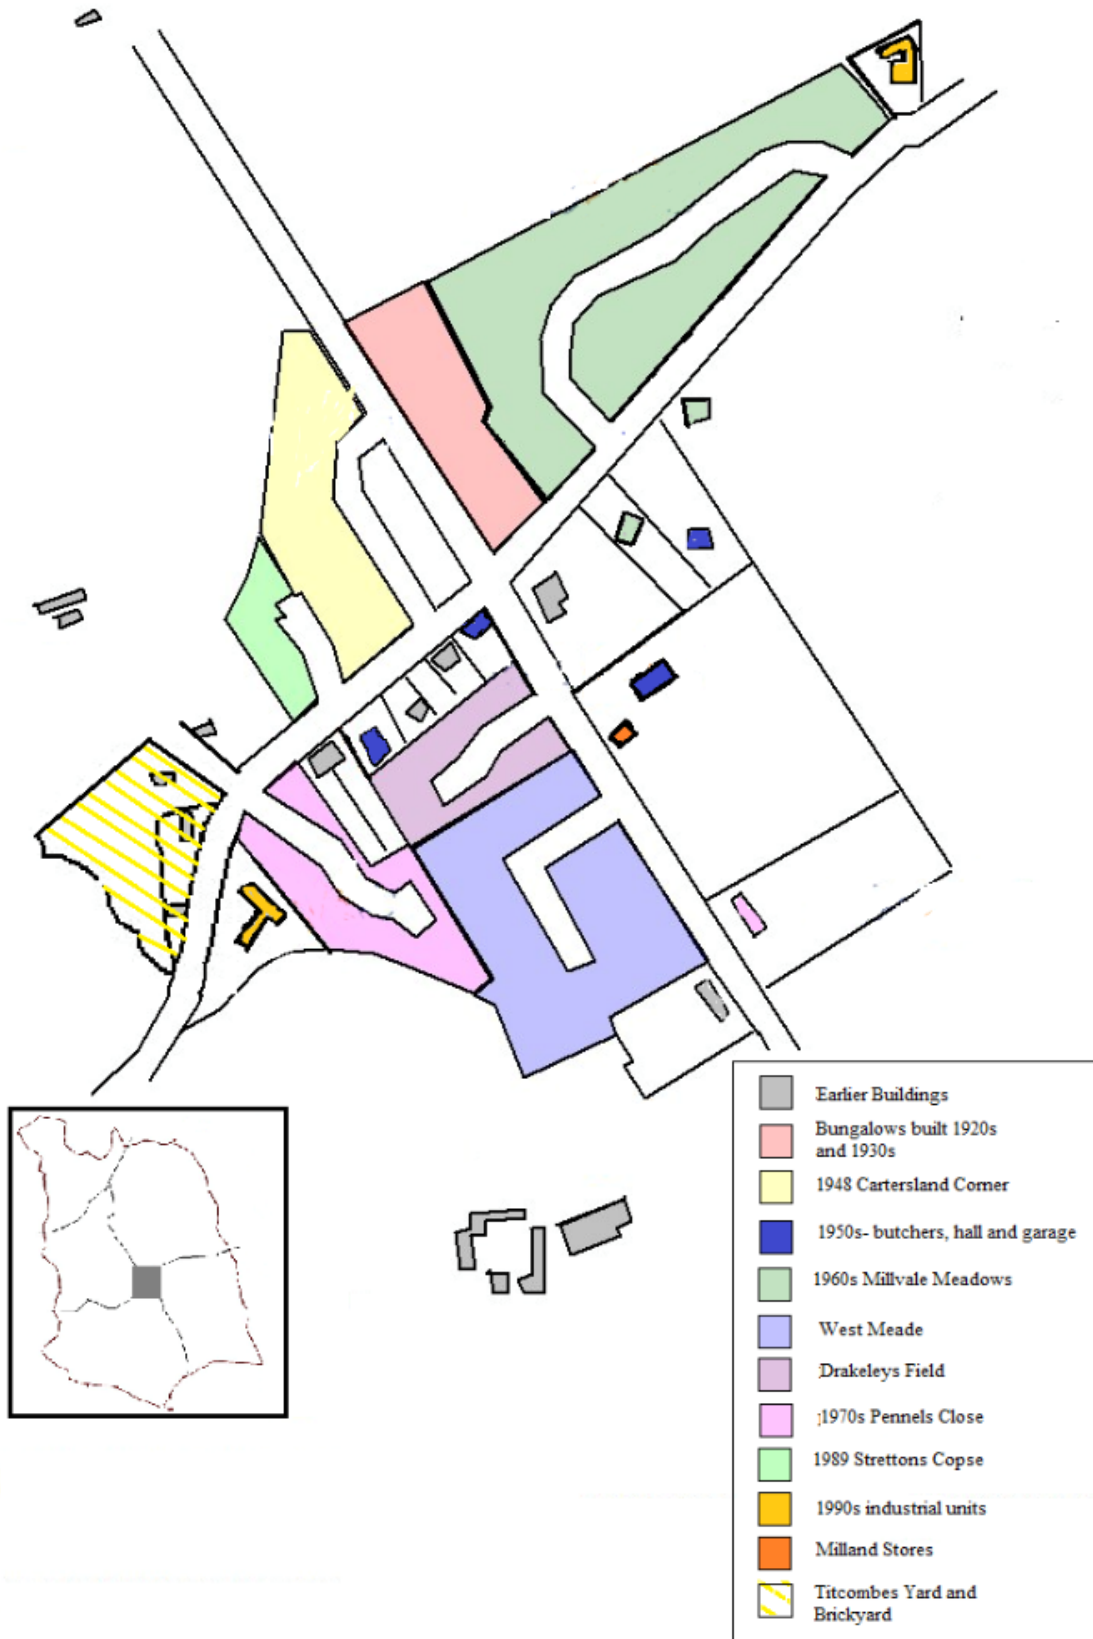 Earlier Buildings
Bungalows built 1920s
and 1930s
1948 Cartersland Corner
1950s- butchers, hall and garage
1960s Millvale Meadows
West Meade
Drakeleys Field
1970s Pennels Close
1989 Strettons Copse
1990s industrial units
Milland Stores
Titcombes Yard and
Brickyard